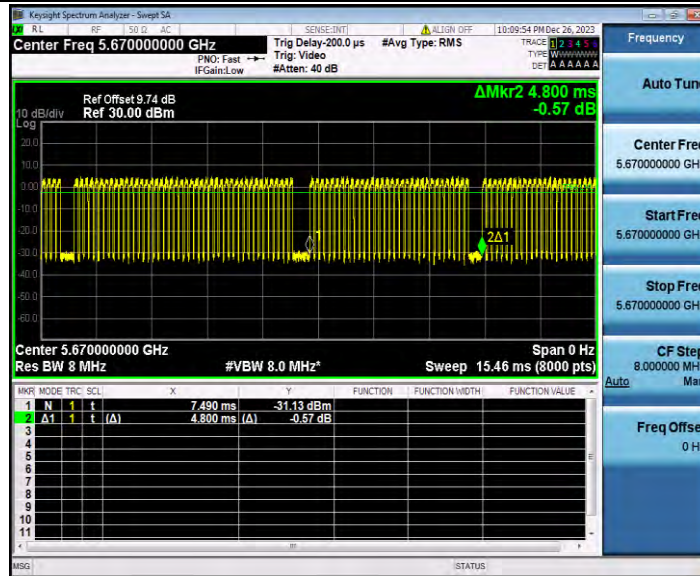 Keysight Spectrum Analyzer - Swept SA
RL RF 50 Ω AC SENSE:INT ALIGN OFF 10:09:54 PM Dec 26, 2023
Center Freq 5.670000000 GHz
PNO: Fast
IFGain:Low
Trig Delay-200.0 µs
Trig: Video
#Atten: 40 dB
#Avg Type: RMS
TRACE 1 2 3 4 5 6
TYPE
DET A A A A A A
Ref Offset 9.74 dB
Ref 30.00 dBm
10 dB/div
Log
ΔMkr2 4.800 ms
-0.57 dB
20.0
10.0
0.00
-10.0
-20.0
-30.0
-40.0
-50.0
-60.0
1
2Δ1
Center 5.670000000 GHz Span 0 Hz
Res BW 8 MHz #VBW 8.0 MHz* Sweep 15.46 ms (8000 pts)
MKR MODE TRC SCL X Y FUNCTION FUNCTION WIDTH FUNCTION VALUE
1 N 1 t 7.490 ms -31.13 dBm
2 Δ1 1 t (Δ) 4.800 ms (Δ) -0.57 dB
3
4
5
6
7
8
9
10
11
MSG STATUS
Frequency
Auto Tun
Center Fre
5.670000000 GH
Start Fre
5.670000000 GH
Stop Fre
5.670000000 GH
CF Step
8.000000 MH
Auto Ma
Freq Offse
0 H